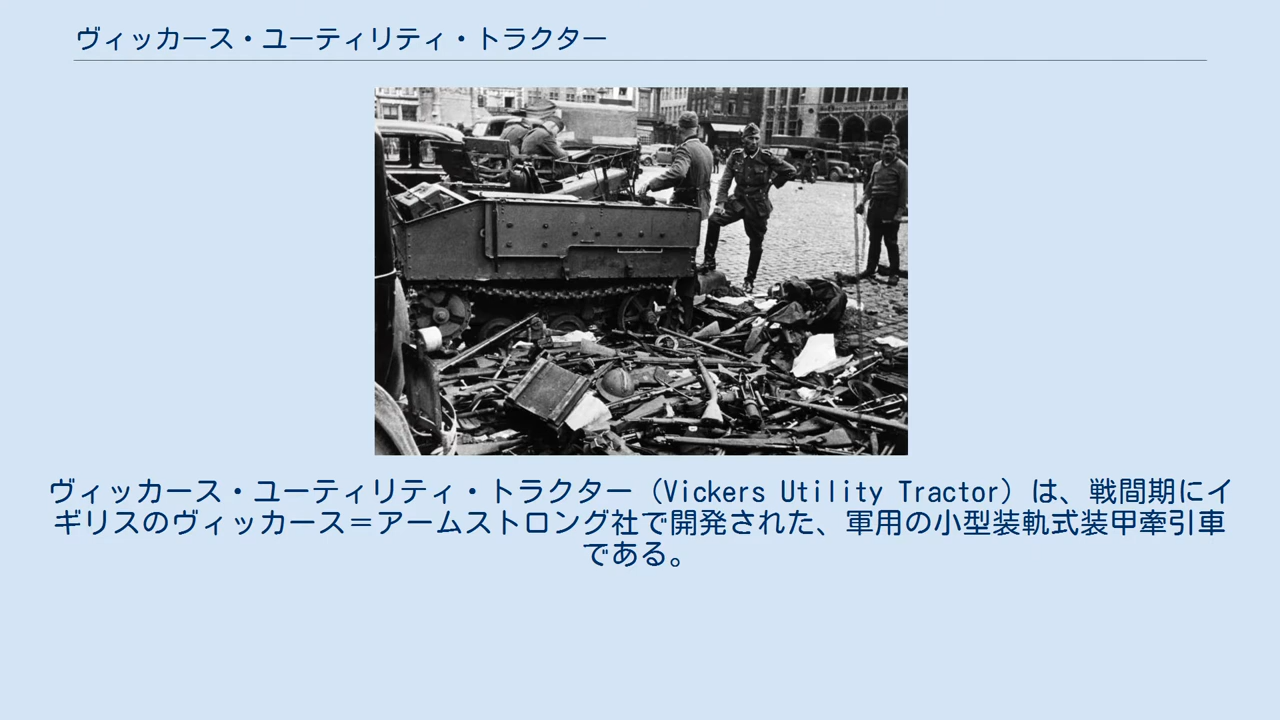 ヴィッカース・ユーティリティ・トラクター
ヴィッカース・ユーティリティ・トラクター（Vickers Utility Tractor）は、戦間期にイ
ギリスのヴィッカース＝アームストロング社で開発された、軍用の小型装軌式装甲牽引車
である。